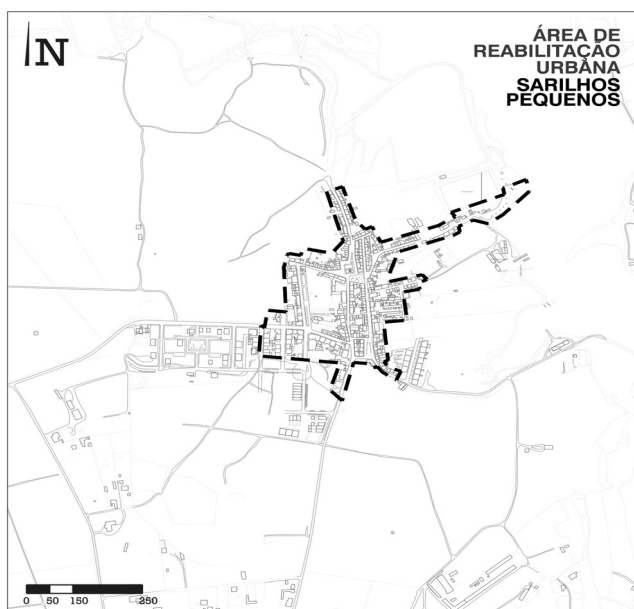 N
ÁREA DE
REABILITAÇÃO
URBANA
SARILHOS
PEQUENOS
0 50 150 250